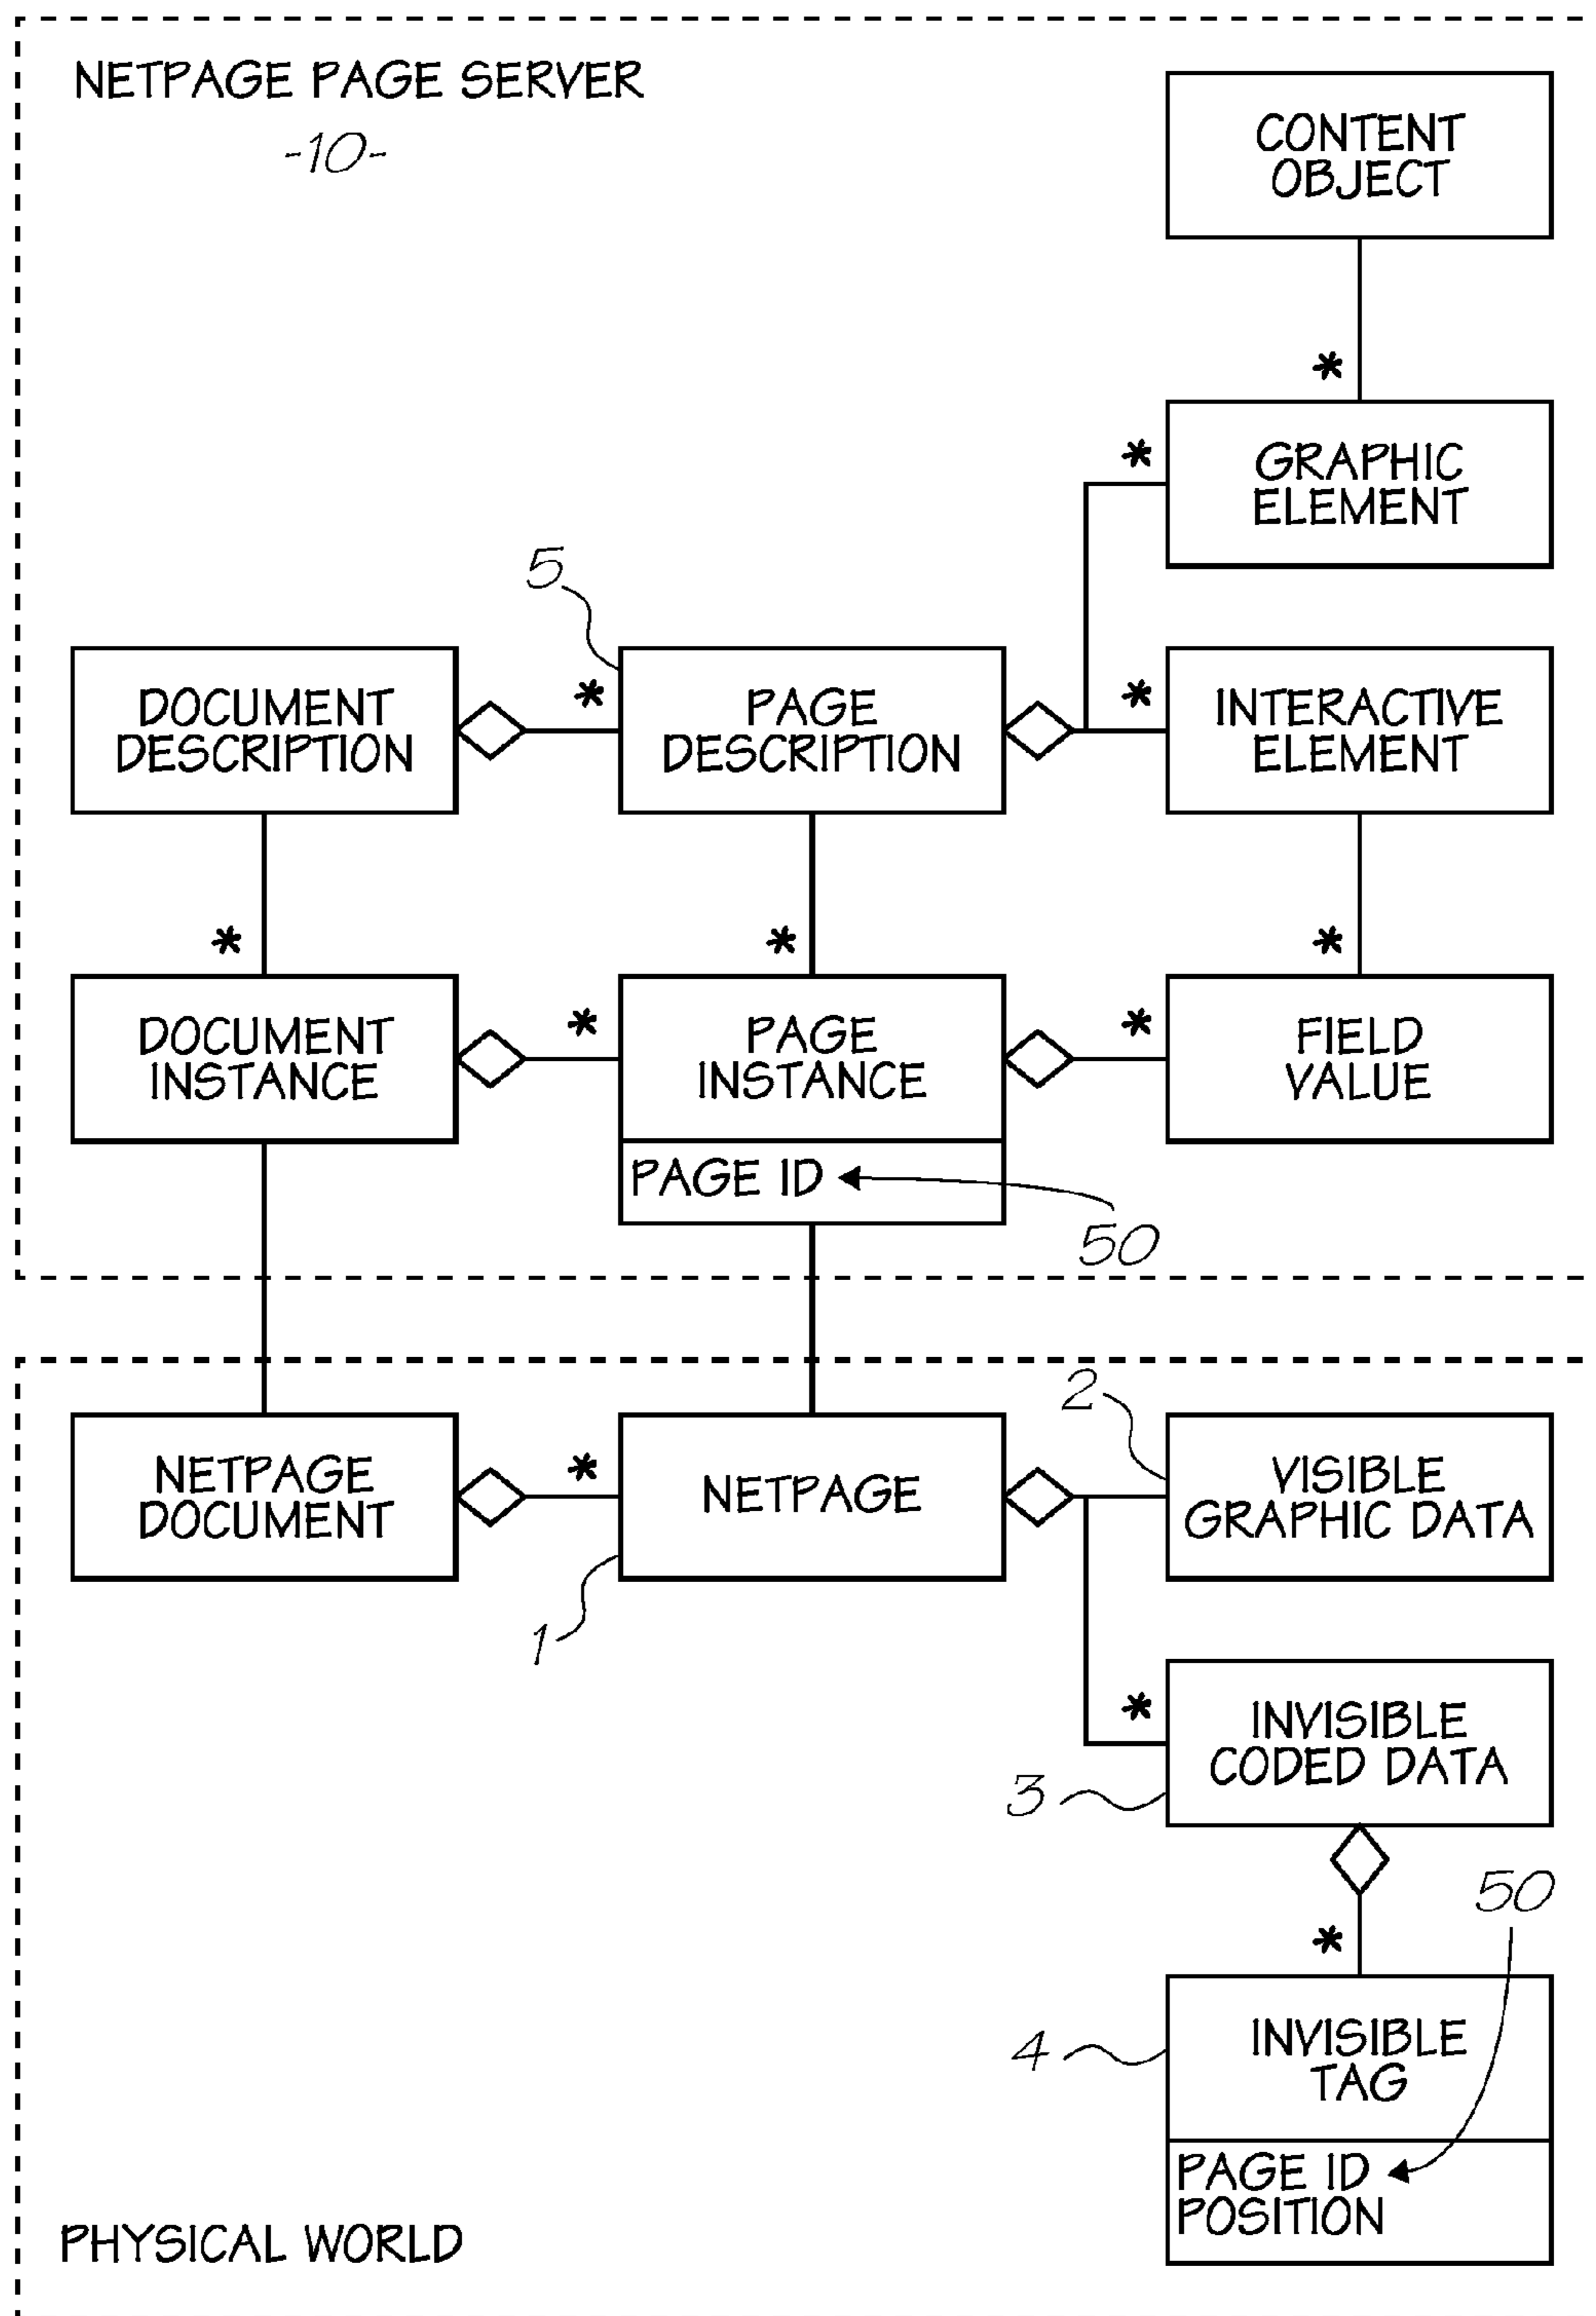 NETPAGE PAGE SERVER
-10-
CONTENT
OBJECT
*
*
GRAPHIC
ELEMENT
5
DOCUMENT
DESCRIPTION
*
PAGE
DESCRIPTION
*
INTERACTIVE
ELEMENT
*
*
*
DOCUMENT
INSTANCE
*
PAGE
INSTANCE
*
FIELD
VALUE
PAGE ID
50
2
NETPAGE
DOCUMENT
*
NETPAGE
VISIBLE
GRAPHIC DATA
1
*
INVISIBLE
CODED DATA
3
50
*
4
INVISIBLE
TAG
PAGE ID
POSITION
PHYSICAL WORLD